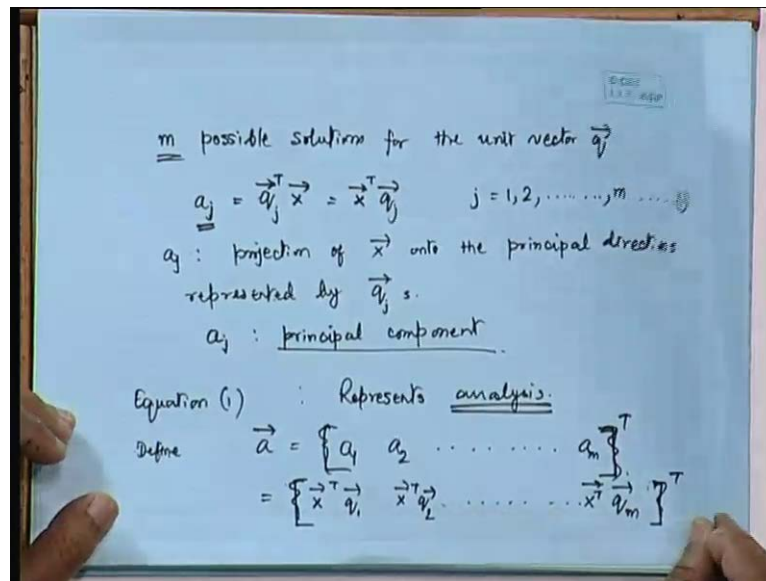 m possible solutions for the unit vector q⃗
a_j = q⃗_j^T x⃗ = x⃗^T q⃗_j j = 1, 2, ......, m .....
a_j : projection of x⃗ onto the principal directions
represented by q⃗_j s.
a_j : principal component
Equation (1) : Represents analysis.
Define a⃗ = [a_1 a_2 ......... a_m]^T
= [x⃗^T q⃗_1 x⃗^T q⃗_2 ............ x⃗^T q⃗_m]^T